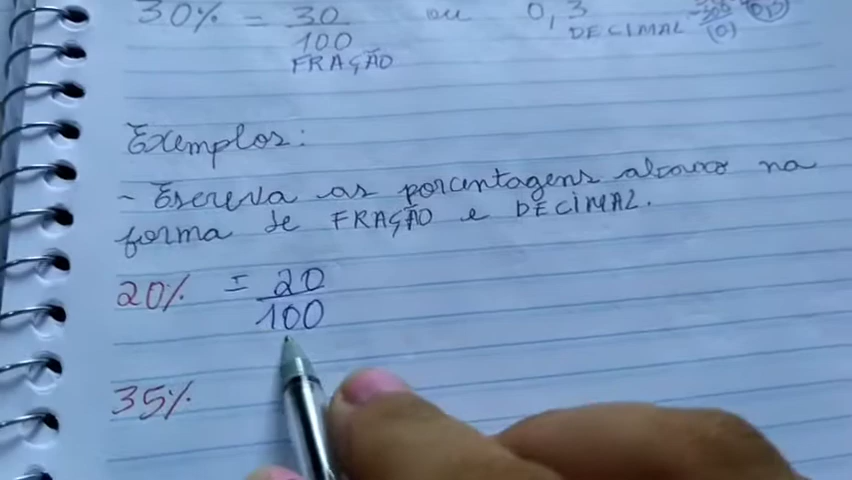 30% = 30/100 ou 0,3
FRAÇÃO DECIMAL (0)
Exemplos:
- Escreva as porcentagens abaixo na
forma de FRAÇÃO e DECIMAL.
20% = 20/100
35%